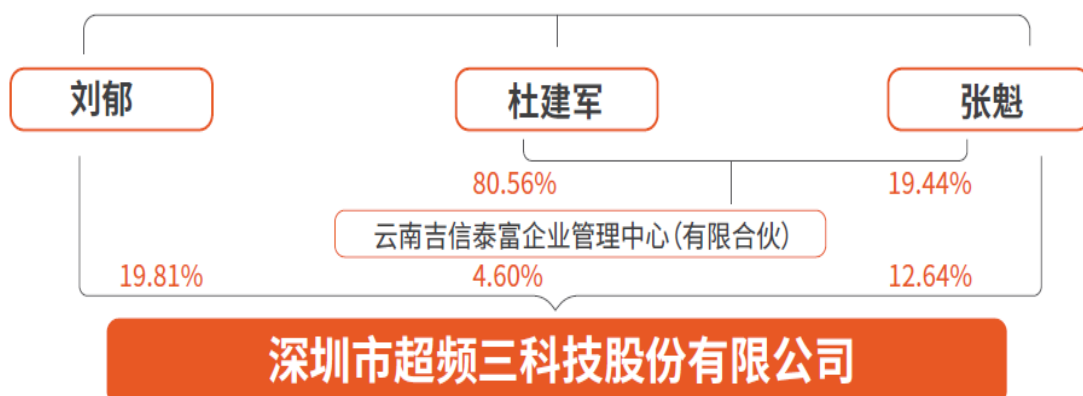 刘郁
杜建军
张魁
80.56%
19.44%
云南吉信泰富企业管理中心(有限合伙)
19.81%
4.60%
12.64%
深圳市超频三科技股份有限公司